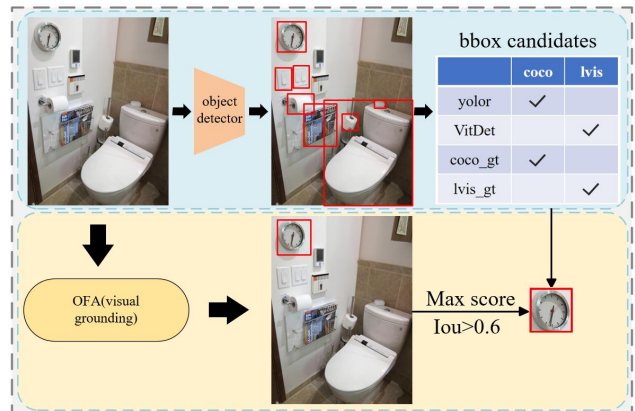 object
detector
bbox candidates
coco lvis
yolor ✓
VitDet ✓
coco_gt ✓
lvis_gt ✓
OFA(visual
grounding)
Max score
Iou>0.6